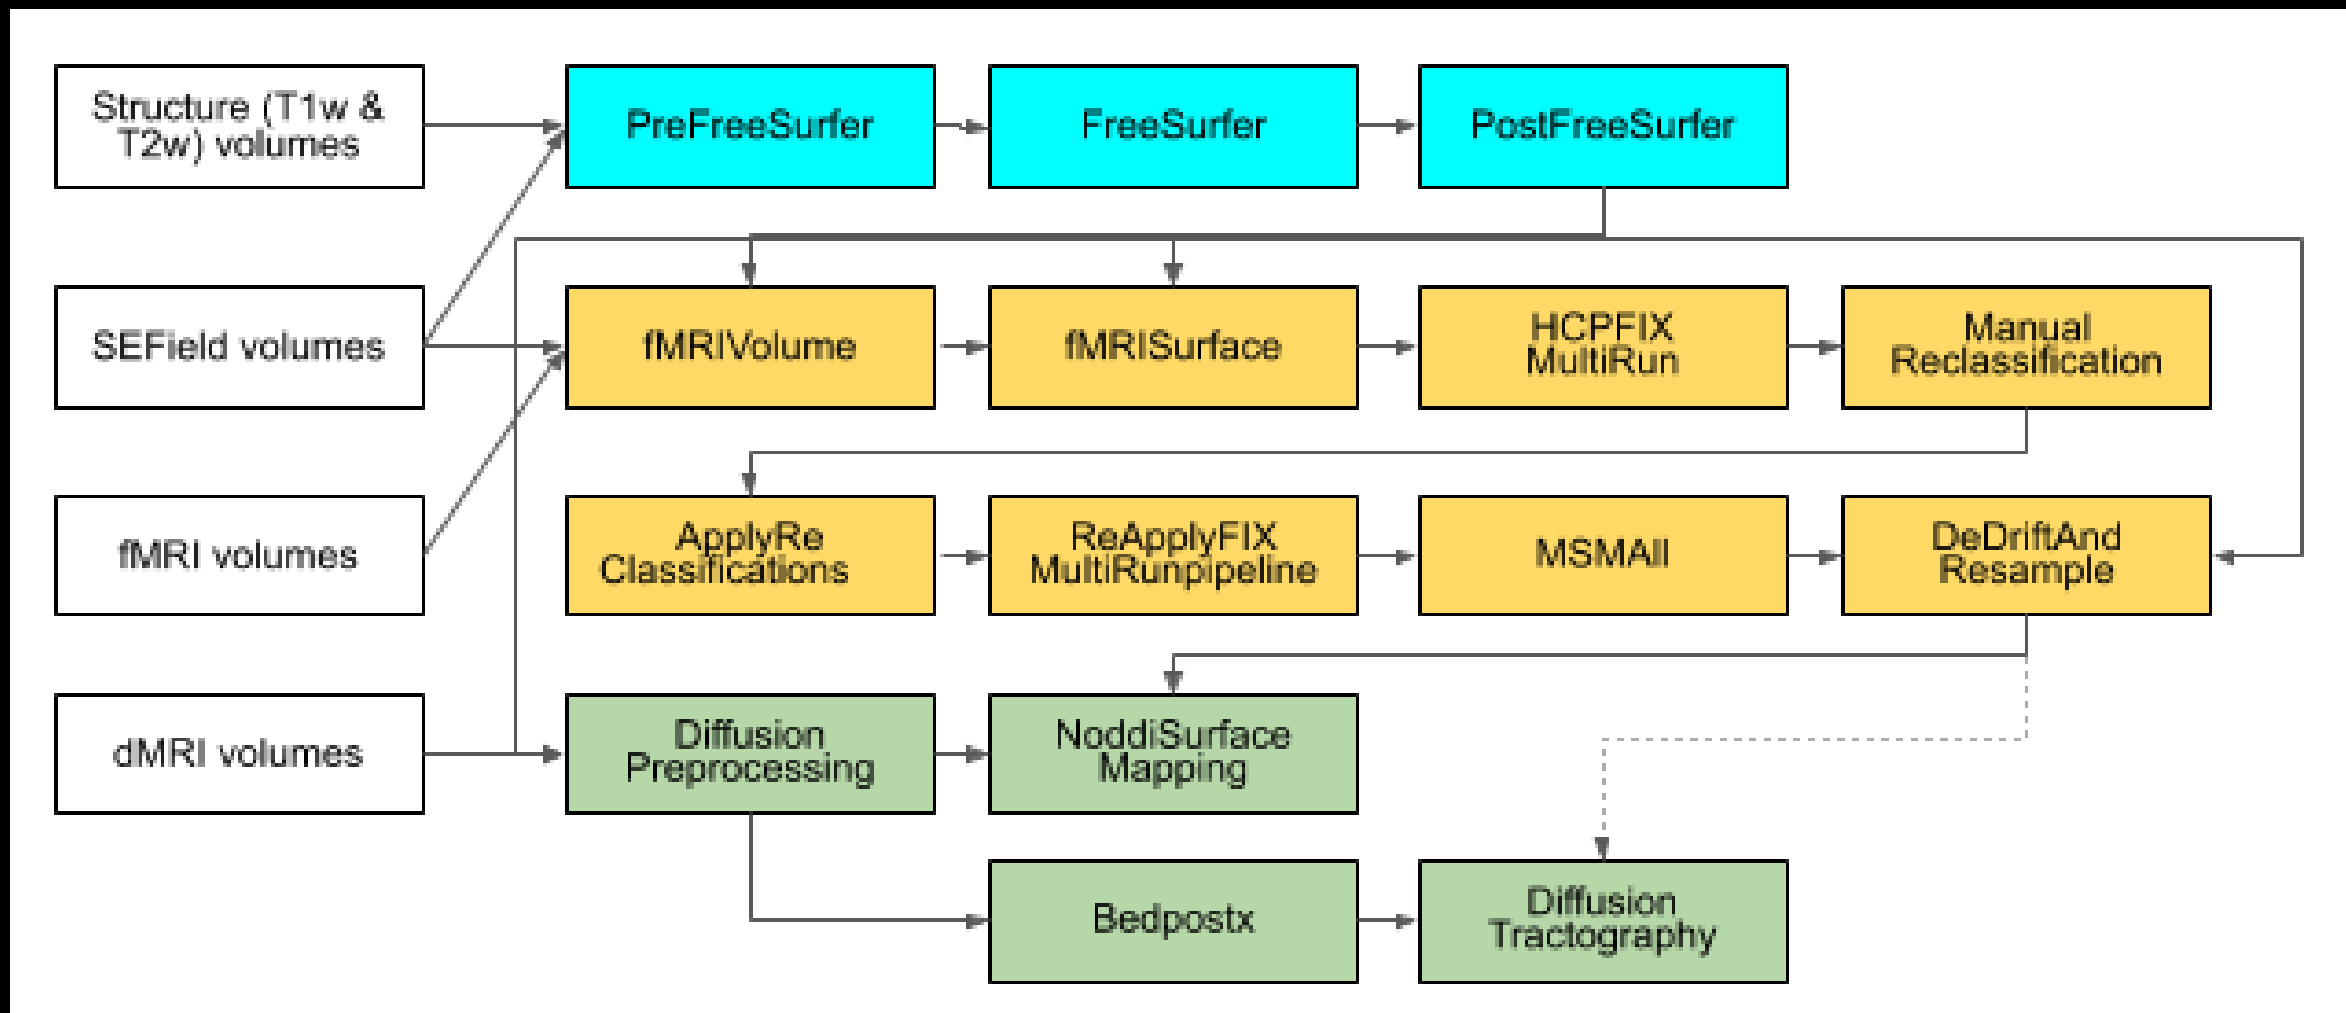 Structure (T1w &
T2w) volumes
PreFreeSurfer
FreeSurfer
PostFreeSurfer
SEField volumes
fMRIVolume
fMRISurface
HCPFIX
MultiRun
Manual
Reclassification
fMRI volumes
ApplyRe
Classifications
ReApplyFIX
MultiRunpipeline
MSMAll
DeDriftAnd
Resample
dMRI volumes
Diffusion
Preprocessing
NoddiSurface
Mapping
Bedpostx
Diffusion
Tractography